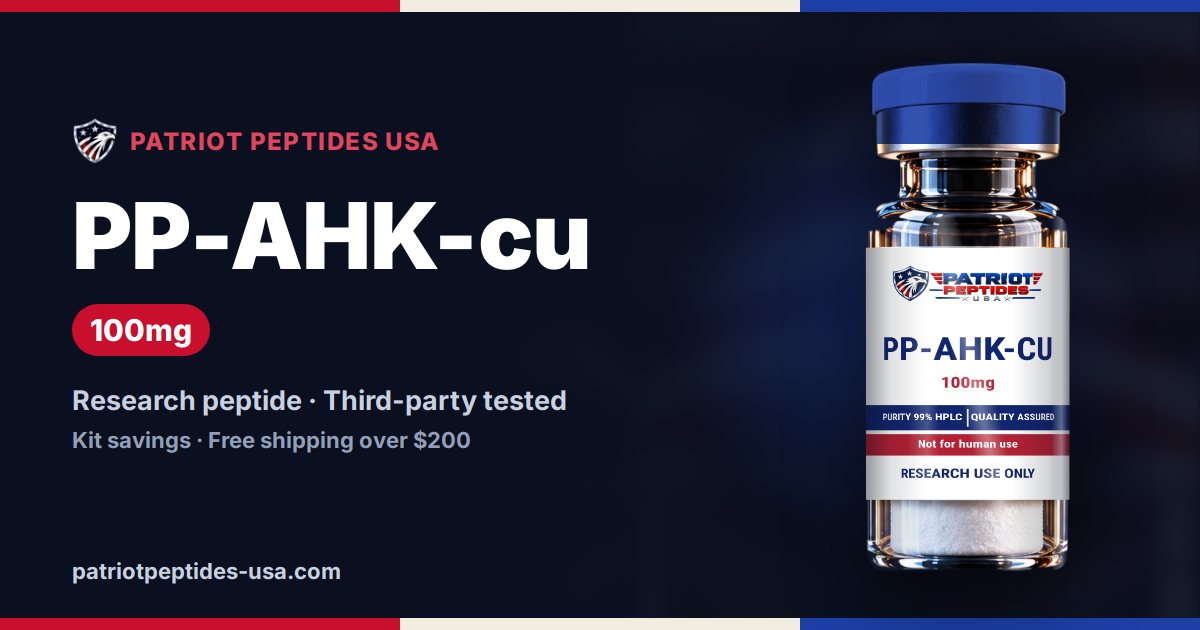 PATRIOT PEPTIDES USA
PP-AHK-cu
100mg
Research peptide · Third-party tested
Kit savings · Free shipping over $200
patriotpeptides-usa.com
PATRIOT
PEPTIDES
USA
PP-AHK-CU
100mg
PURITY 99% HPLC | QUALITY ASSURED
Not for human use
RESEARCH USE ONLY